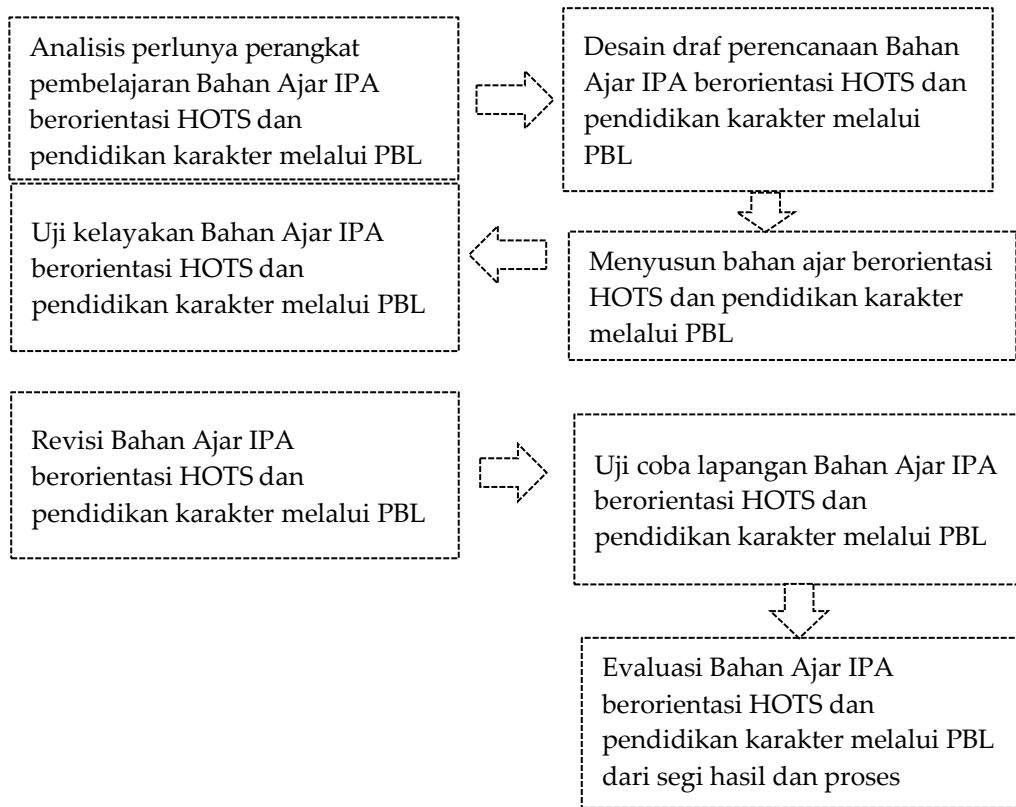 Analisis perlunya perangkat
pembelajaran Bahan Ajar IPA
berorientasi HOTS dan
pendidikan karakter melalui PBL
Desain draf perencanaan Bahan
Ajar IPA berorientasi HOTS dan
pendidikan karakter melalui
PBL
Menyusun bahan ajar berorientasi
HOTS dan pendidikan karakter
melalui PBL
Uji kelayakan Bahan Ajar IPA
berorientasi HOTS dan
pendidikan karakter melalui PBL
Revisi Bahan Ajar IPA
berorientasi HOTS dan
pendidikan karakter melalui PBL
Uji coba lapangan Bahan Ajar IPA
berorientasi HOTS dan
pendidikan karakter melalui PBL
Evaluasi Bahan Ajar IPA
berorientasi HOTS dan
pendidikan karakter melalui PBL
dari segi hasil dan proses